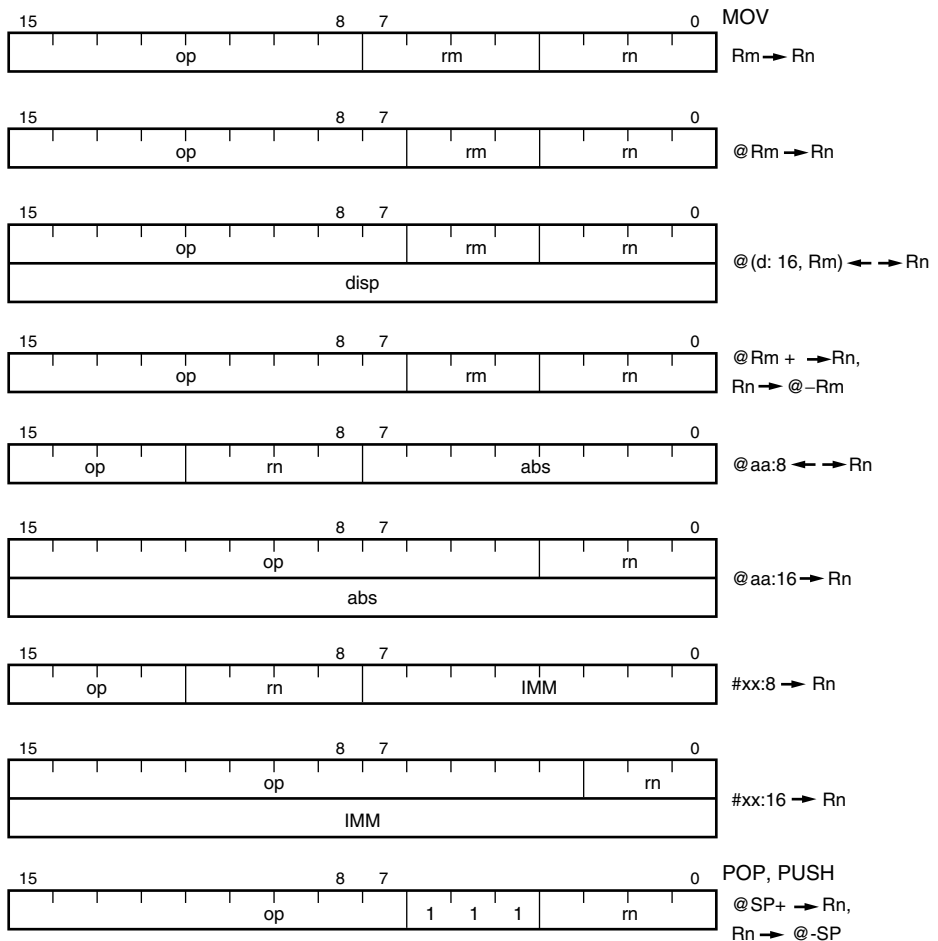 15 8 7 0 MOV
op rm rn Rm → Rn
15 8 7 0
op rm rn @Rm → Rn
15 8 7 0
op rm rn
disp
@(d: 16, Rm) ← → Rn
15 8 7 0
op rm rn
@Rm + → Rn,
Rn → @−Rm
15 8 7 0
op rn abs @aa:8 ← → Rn
15 8 7 0
op rn
abs
@aa:16 → Rn
15 8 7 0
op rn IMM #xx:8 → Rn
15 8 7 0
op rn
IMM
#xx:16 → Rn
15 8 7 0 POP, PUSH
op 1 1 1 rn
@SP+ → Rn,
Rn → @-SP